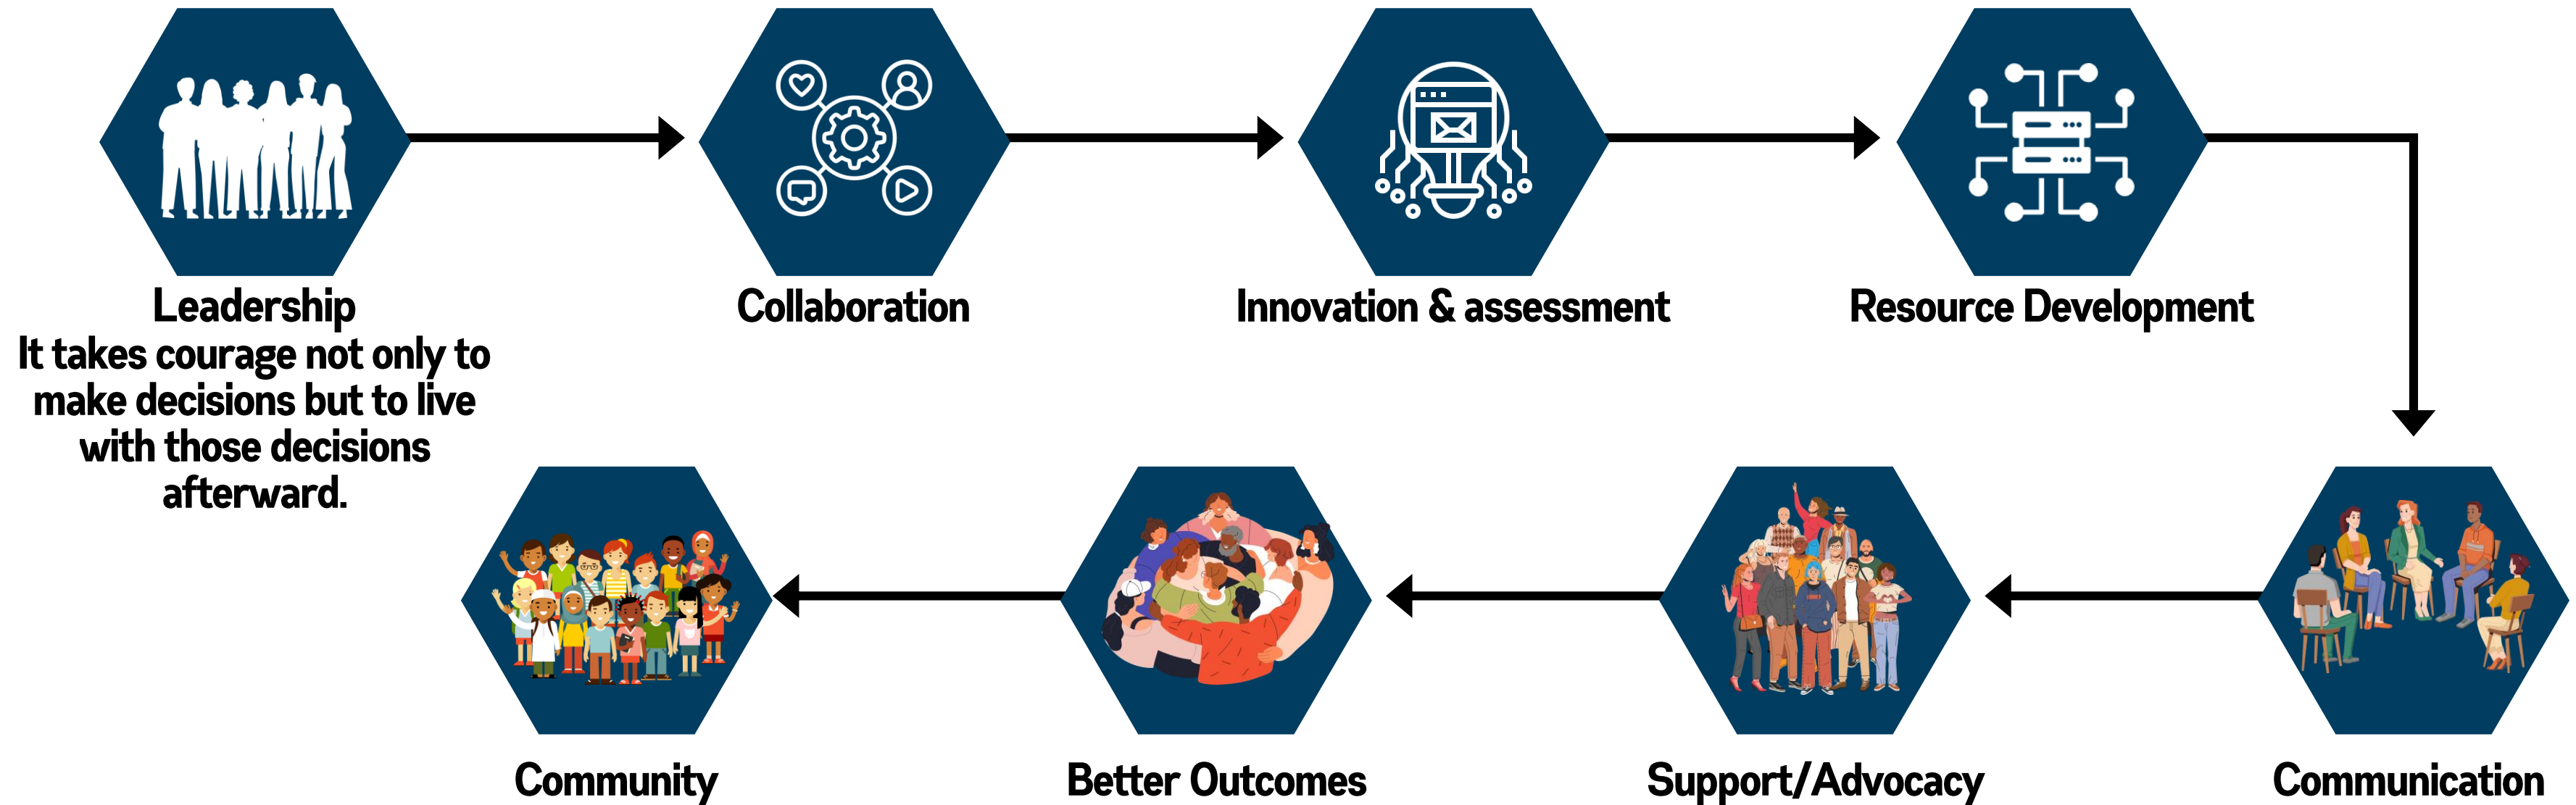 Leadership
It takes courage not only to
make decisions but to live
with those decisions
afterward.
Collaboration
Innovation & assessment
Resource Development
Community
Better Outcomes
Support/Advocacy
Communication